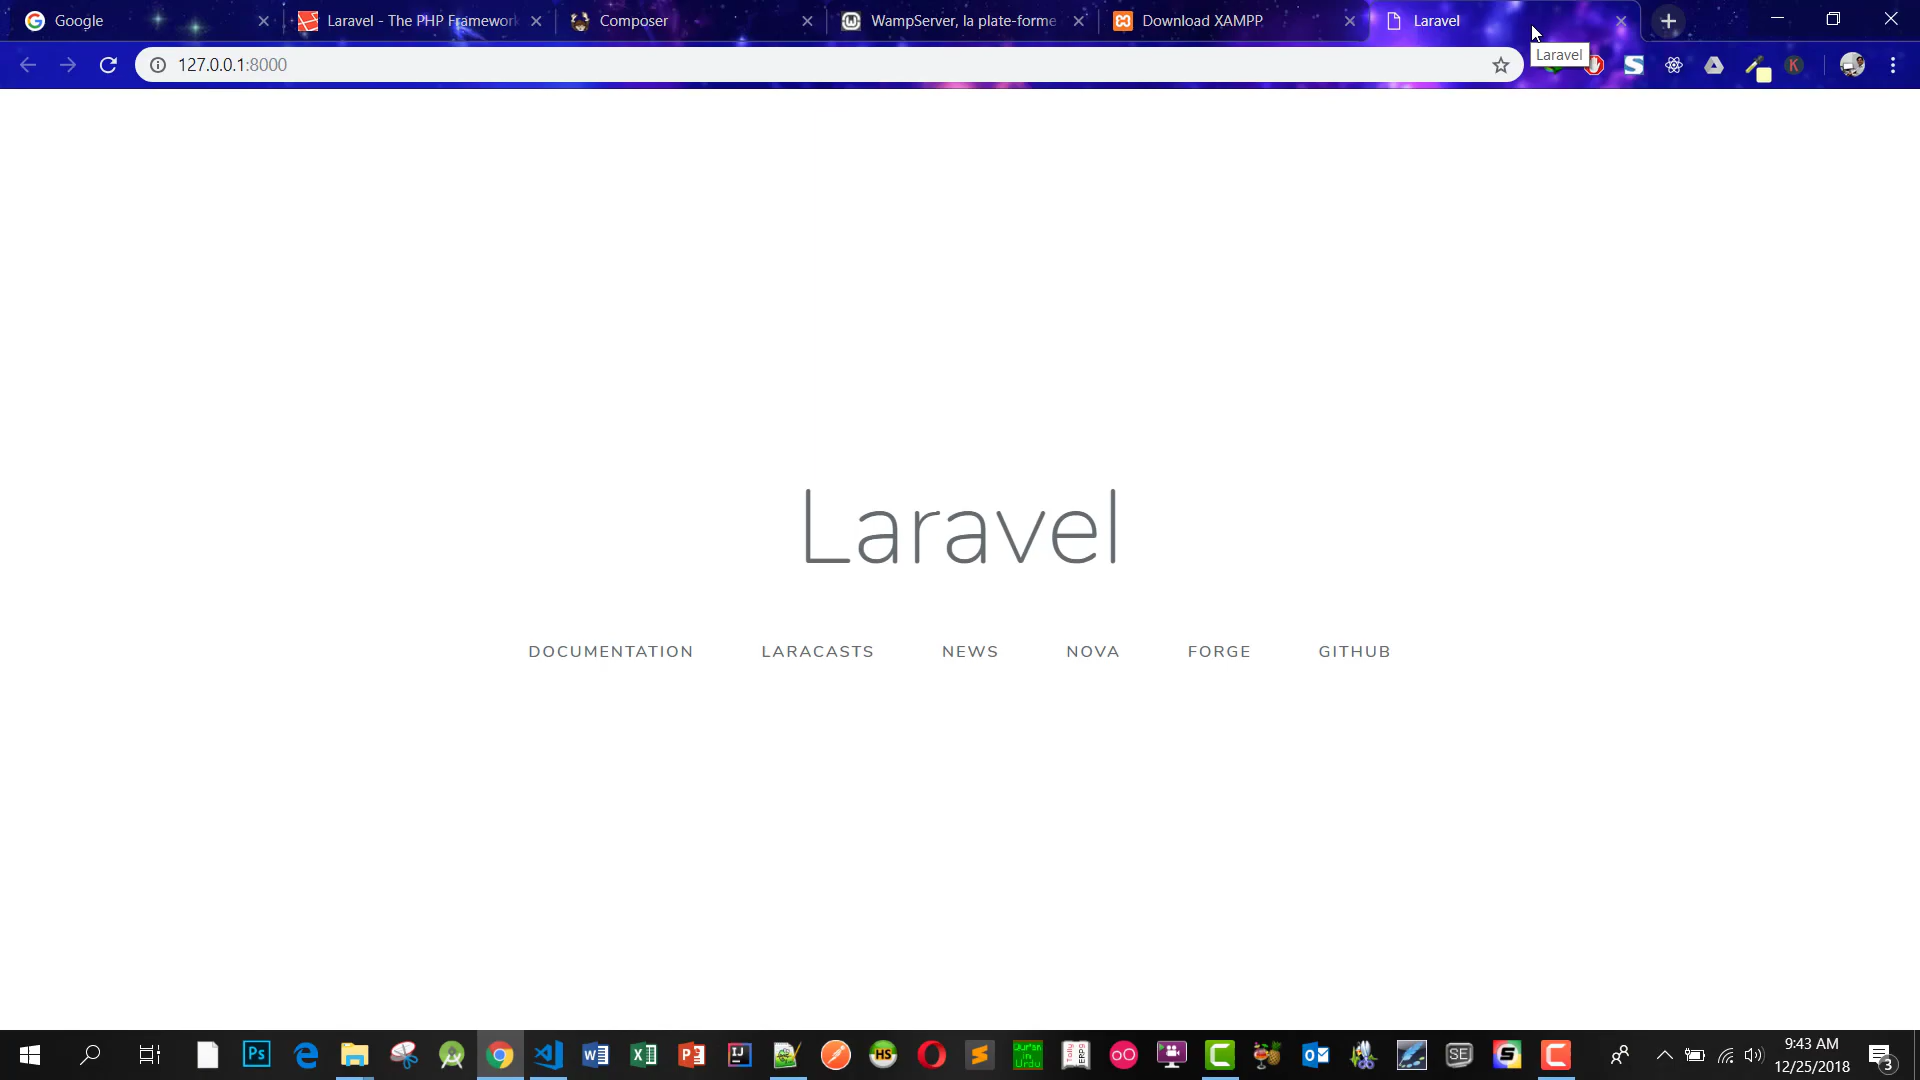 Google
Laravel - The PHP Framework
Composer
WampServer, la plate-forme
Download XAMPP
Laravel
127.0.0.1:8000
Laravel
Laravel
DOCUMENTATION LARACASTS NEWS NOVA FORGE GITHUB
9:43 AM
12/25/2018
3